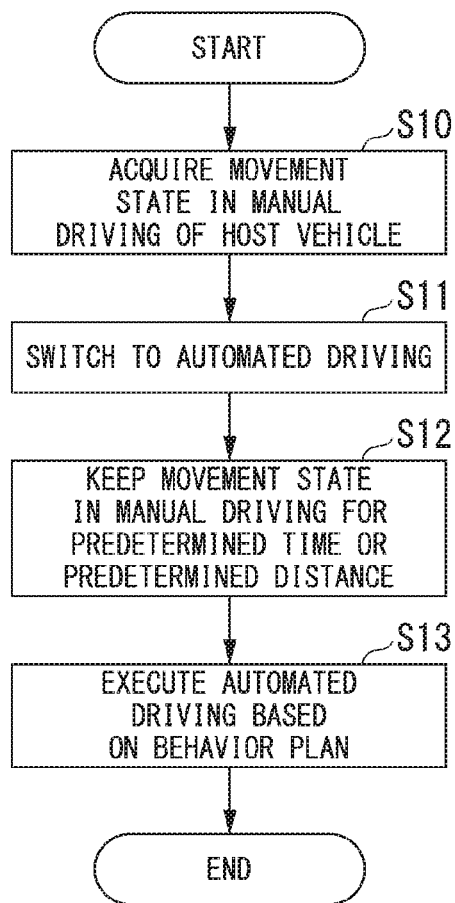 START
S10
ACQUIRE MOVEMENT
STATE IN MANUAL
DRIVING OF HOST VEHICLE
S11
SWITCH TO AUTOMATED DRIVING
S12
KEEP MOVEMENT STATE
IN MANUAL DRIVING FOR
PREDETERMINED TIME OR
PREDETERMINED DISTANCE
S13
EXECUTE AUTOMATED
DRIVING BASED
ON BEHAVIOR PLAN
END